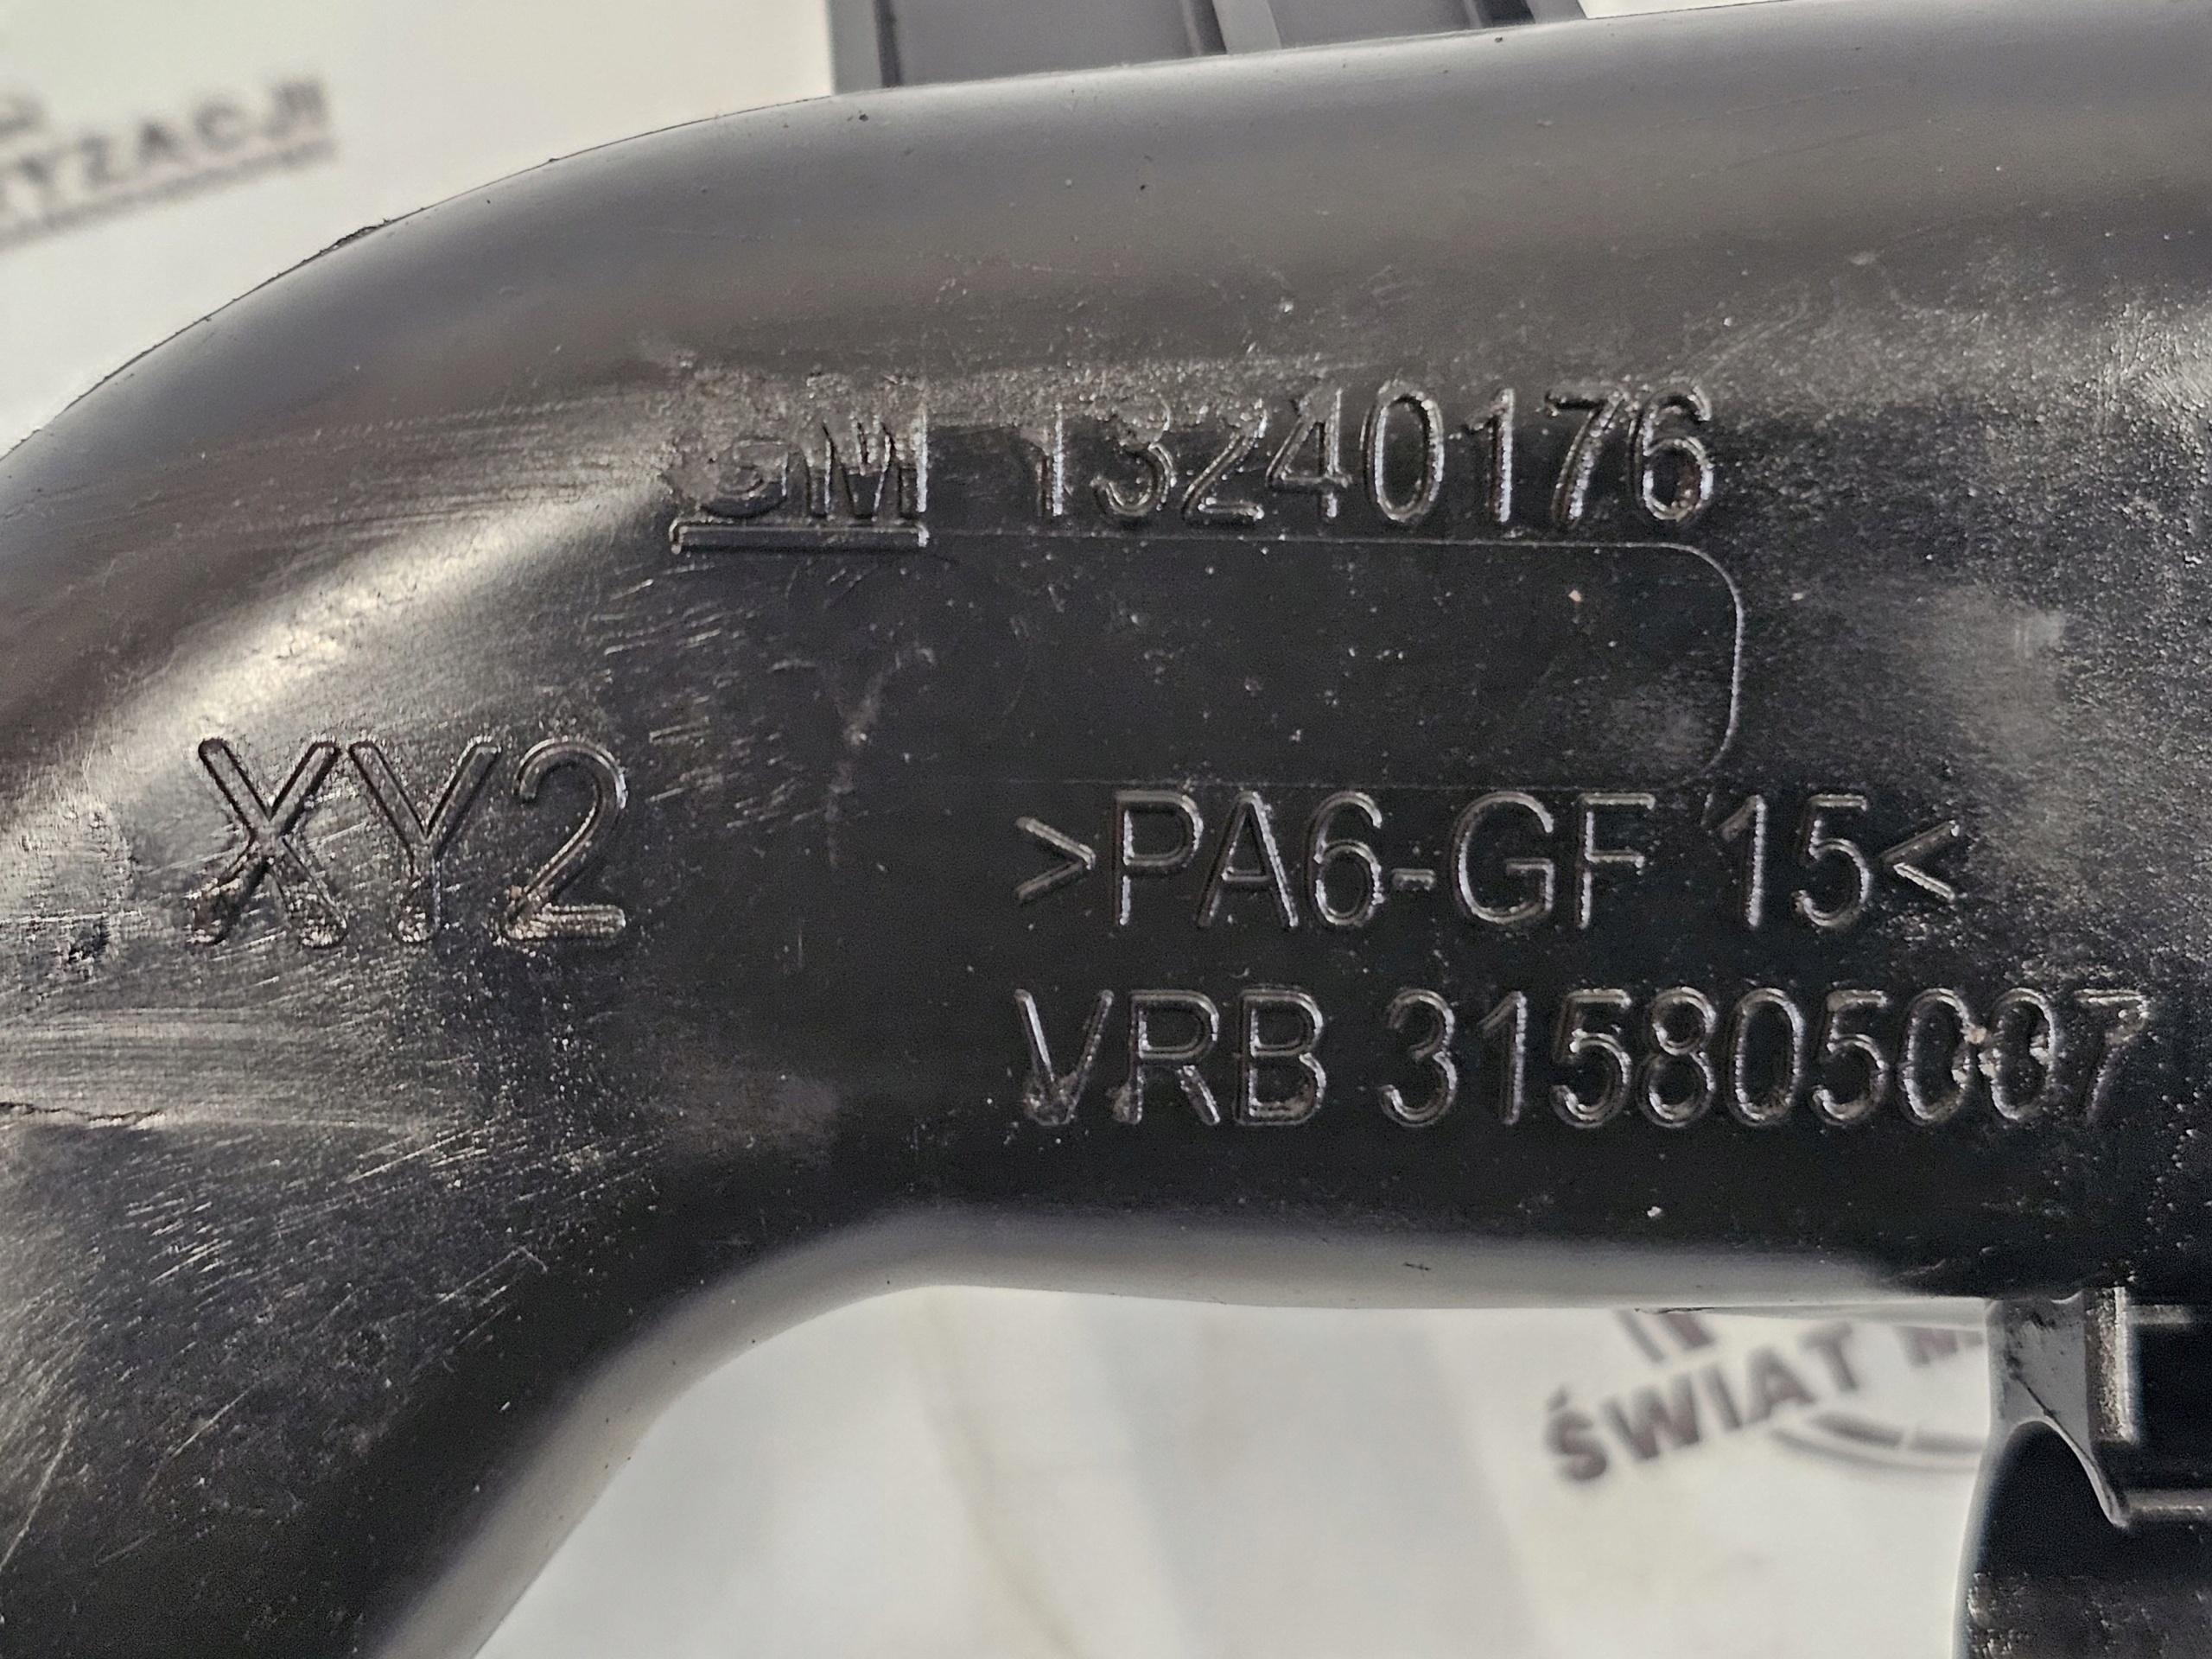 GM 13240176
XY2
>PA6-GF 15<
VRB 315805007
ŚWIAT